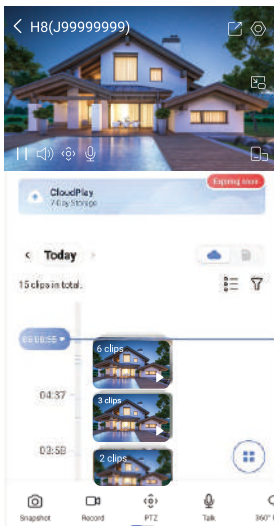 H8(J99999999)
Expiring soon
CloudPlay
7-Day Storage
Today
15 clips in total.
6 clips
04:37
3 clips
03:58
2 clips
Snapshot
Record
PTZ
Talk
360°